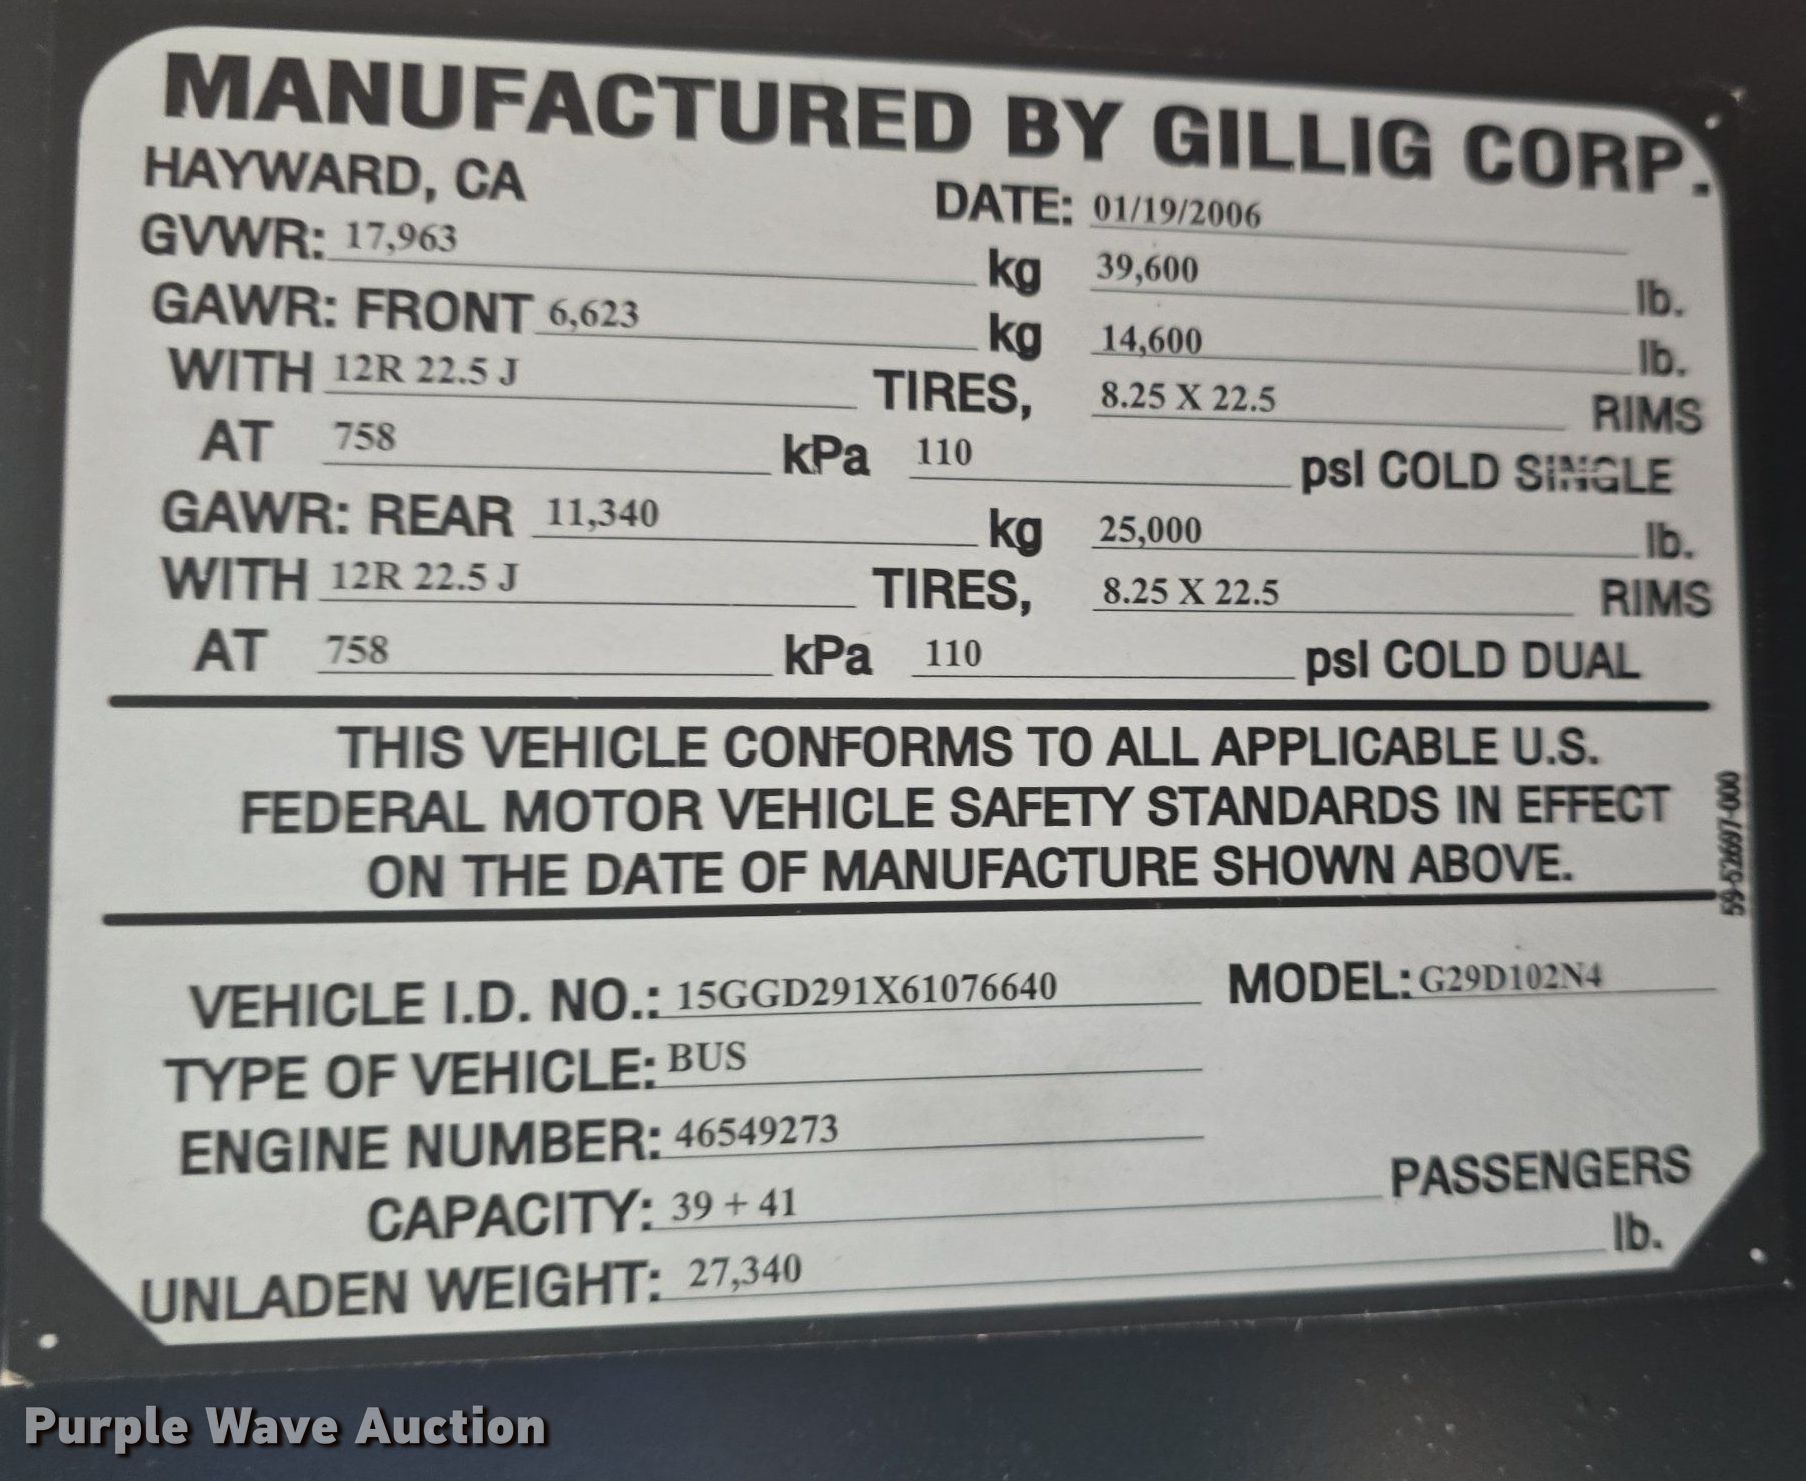 MANUFACTURED BY GILLIG CORP.
HAYWARD, CA DATE: 01/19/2006
GVWR: 17,963 kg 39,600 lb.
GAWR: FRONT 6,623 kg 14,600 lb.
WITH 12R 22.5 J TIRES, 8.25 X 22.5 RIMS
AT 758 kPa 110 psI COLD SINGLE
GAWR: REAR 11,340 kg 25,000 lb.
WITH 12R 22.5 J TIRES, 8.25 X 22.5 RIMS
AT 758 kPa 110 psI COLD DUAL
THIS VEHICLE CONFORMS TO ALL APPLICABLE U.S.
FEDERAL MOTOR VEHICLE SAFETY STANDARDS IN EFFECT
ON THE DATE OF MANUFACTURE SHOWN ABOVE.
59-52697-000
VEHICLE I.D. NO.: 15GGD291X61076640 MODEL: G29D102N4
TYPE OF VEHICLE: BUS
ENGINE NUMBER: 46549273
CAPACITY: 39 + 41 PASSENGERS
UNLADEN WEIGHT: 27,340 lb.
Purple Wave Auction